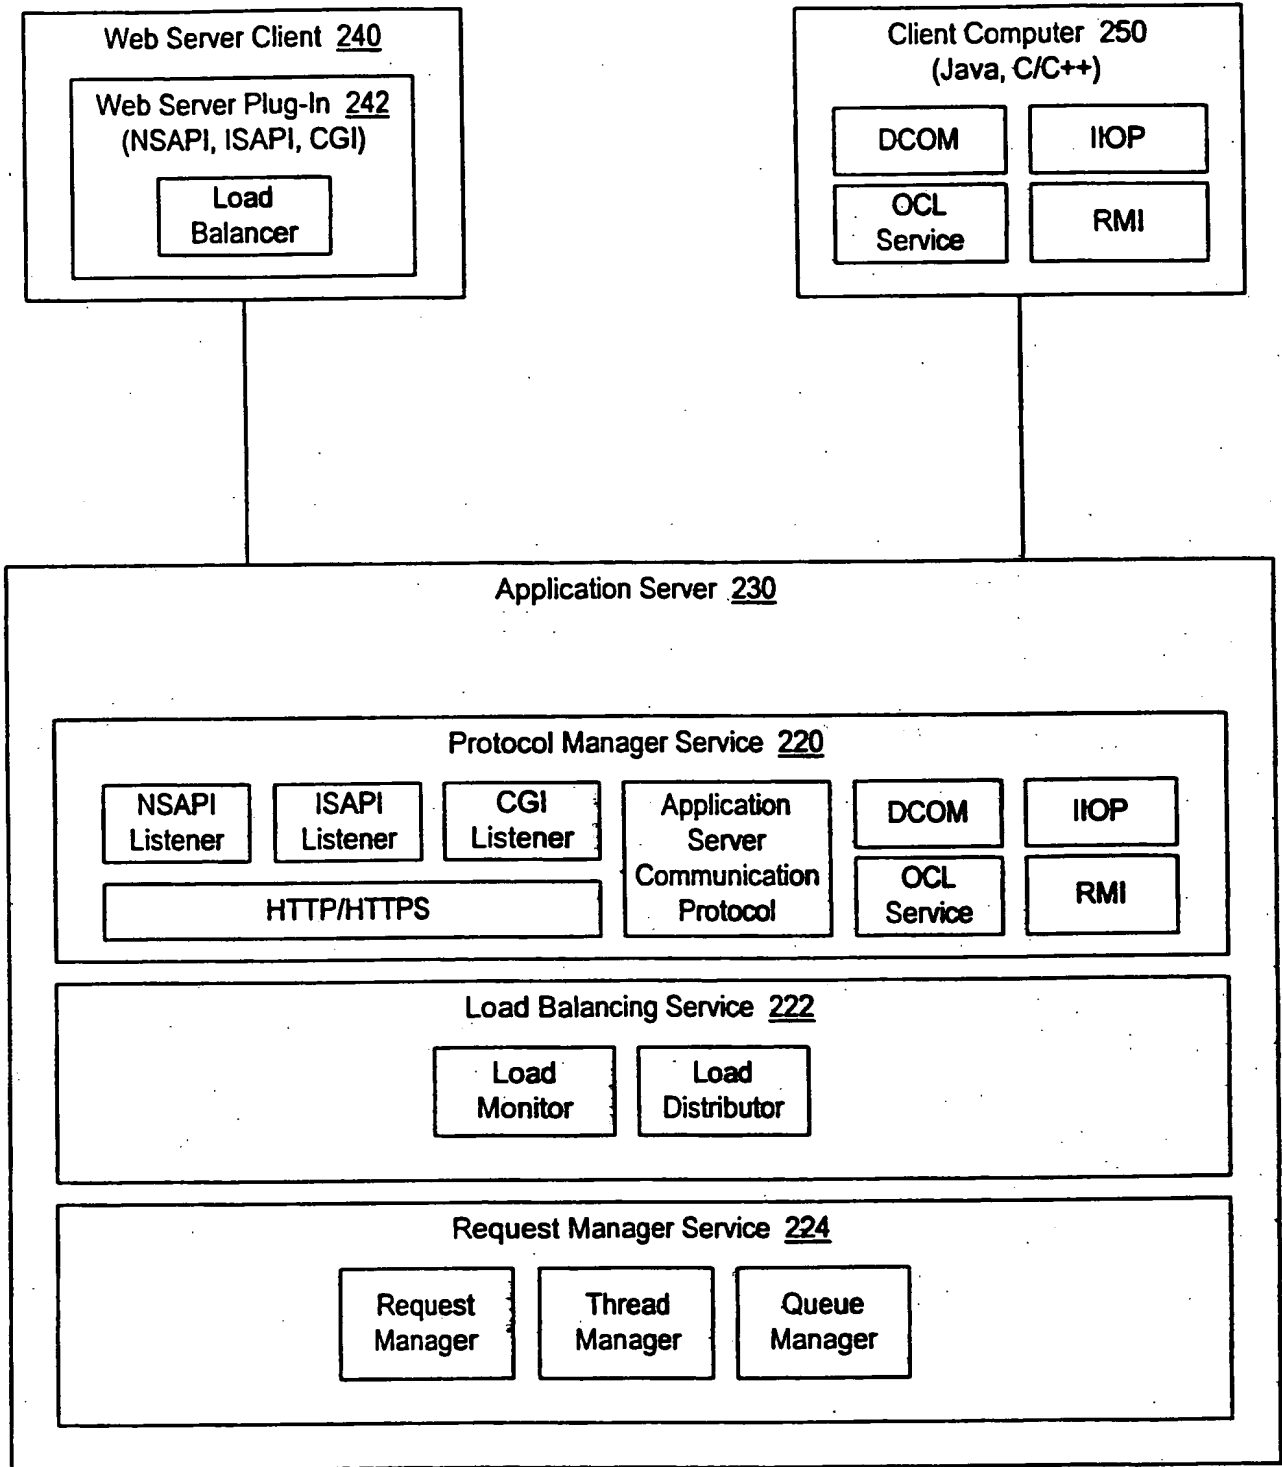 Web Server Client 240
Web Server Plug-In 242
(NSAPI, ISAPI, CGI)
Load
Balancer
Client Computer 250
(Java, C/C++)
DCOM
IIOP
OCL
Service
RMI
Application Server 230
Protocol Manager Service 220
NSAPI
Listener
ISAPI
Listener
CGI
Listener
HTTP/HTTPS
Application
Server
Communication
Protocol
DCOM
IIOP
OCL
Service
RMI
Load Balancing Service 222
Load
Monitor
Load
Distributor
Request Manager Service 224
Request
Manager
Thread
Manager
Queue
Manager